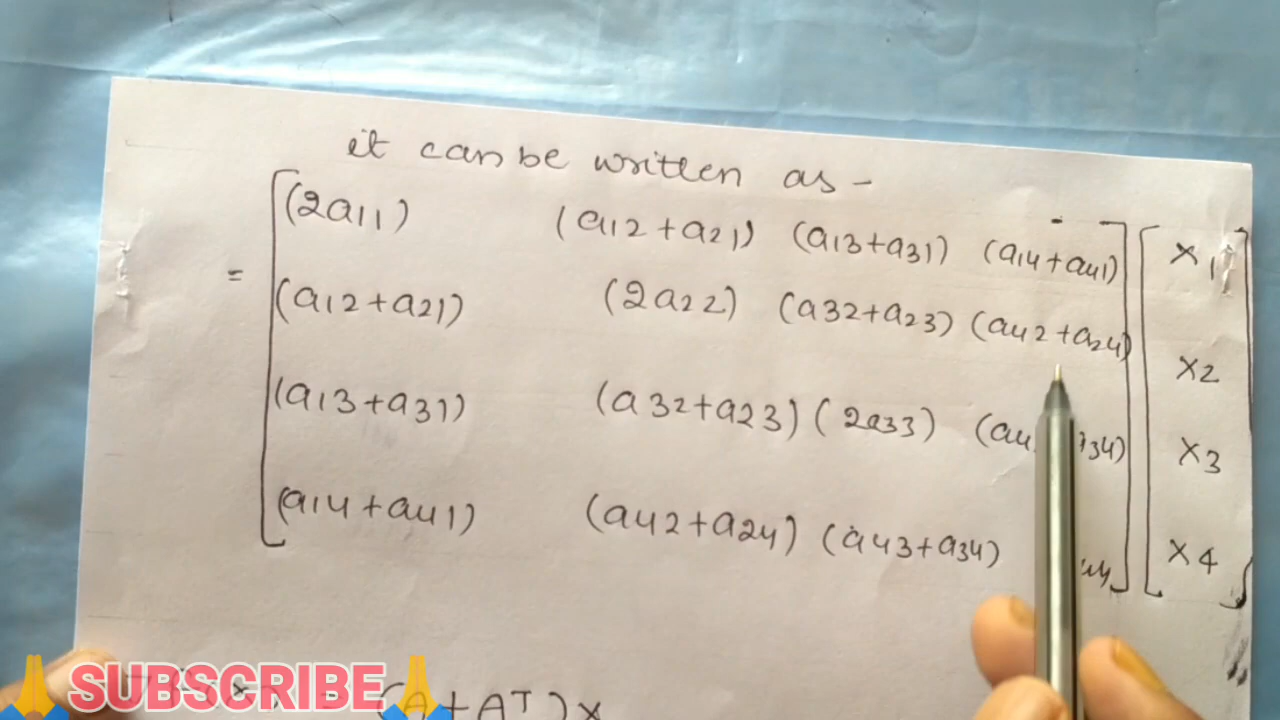 it can be written as -
= [ (2a11) (a12+a21) (a13+a31) (a14+a41) ] [ x1
(a12+a21) (2a22) (a32+a23) (a42+a24) x2
(a13+a31) (a32+a23) (2a33) x3
(a14+a41) (a42+a24) (a43+a34) x4 ]
(A+AT)x
SUBSCRIBE